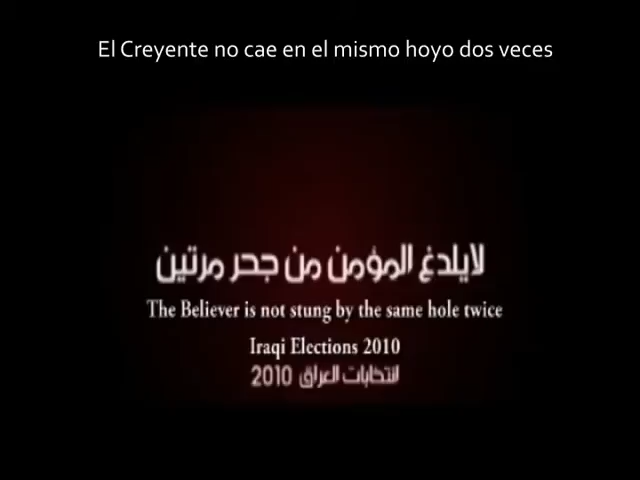 El Creyente no cae en el mismo hoyo dos veces
لايلدغ المؤمن من جحر مرتين
The Believer is not stung by the same hole twice
Iraqi Elections 2010
انتخابات العراق 2010